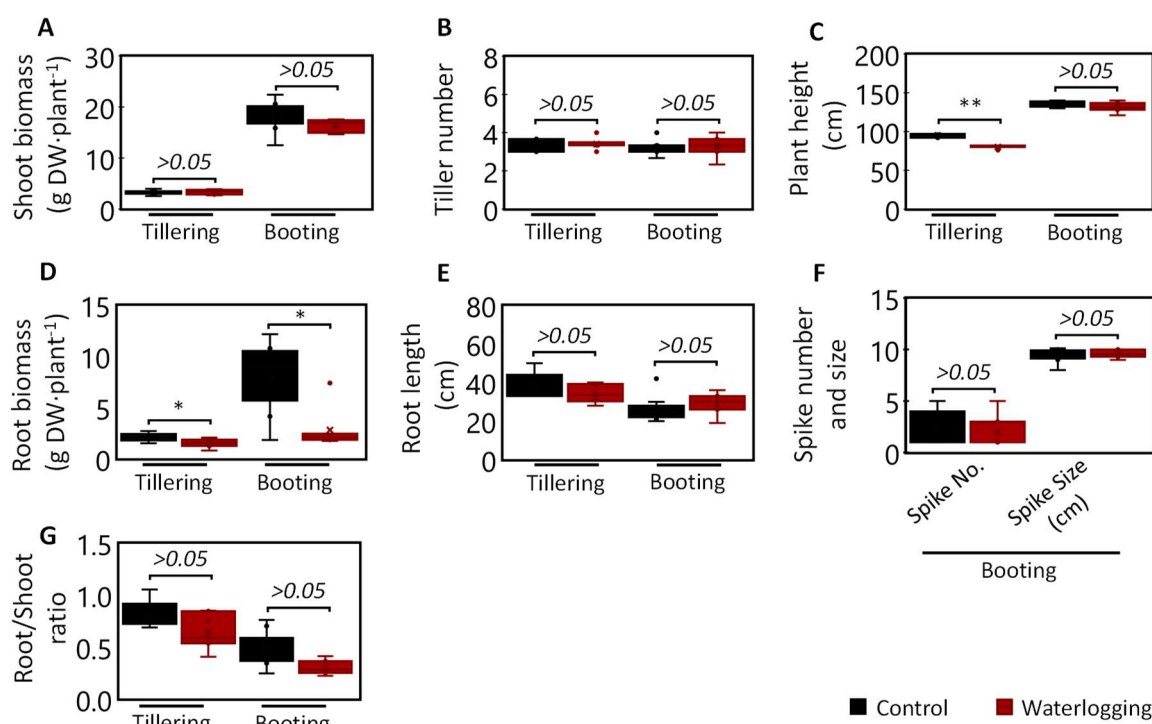 A
Shoot biomass
(g DW·plant⁻¹)
30
20
10
0
>0.05
>0.05
Tillering
Booting
B
Tiller number
8
6
4
2
0
>0.05
>0.05
Tillering
Booting
C
Plant height
(cm)
200
150
100
50
0
**
>0.05
Tillering
Booting
D
Root biomass
(g DW·plant⁻¹)
15
10
5
0
*
*
Tillering
Booting
E
Root length
(cm)
80
60
40
20
0
>0.05
>0.05
Tillering
Booting
F
Spike number
and size
15
10
5
0
>0.05
>0.05
Spike No.
Spike Size
(cm)
Booting
G
Root/Shoot
ratio
1.5
1.0
0.5
0.0
>0.05
>0.05
Tillering
Booting
Control
Waterlogging